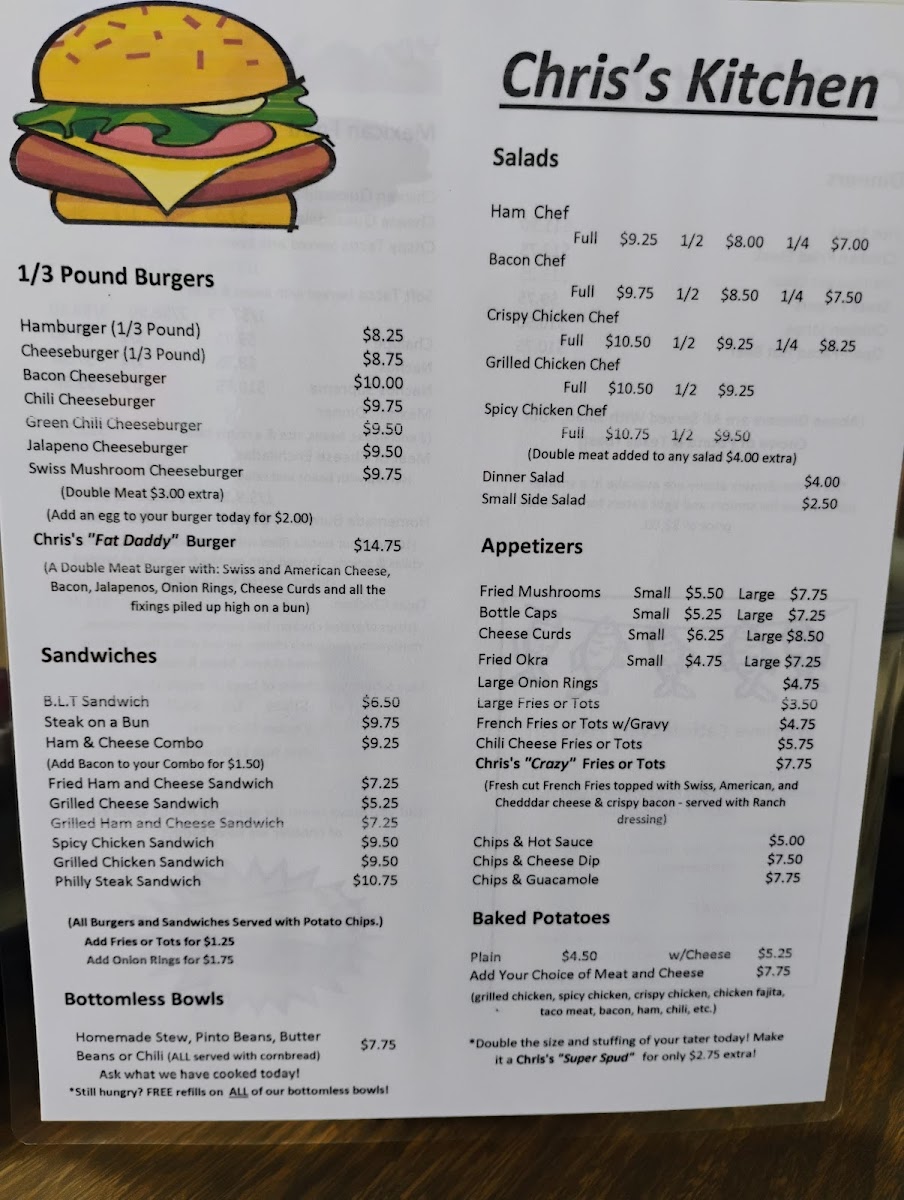 Chris's Kitchen
1/3 Pound Burgers
Hamburger (1/3 Pound) $8.25
Cheeseburger (1/3 Pound) $8.75
Bacon Cheeseburger $10.00
Chili Cheeseburger $9.75
Green Chili Cheeseburger $9.50
Jalapeno Cheeseburger $9.50
Swiss Mushroom Cheeseburger $9.75
(Double Meat $3.00 extra)
(Add an egg to your burger today for $2.00)
Chris's "Fat Daddy" Burger $14.75
(A Double Meat Burger with: Swiss and American Cheese,
Bacon, Jalapenos, Onion Rings, Cheese Curds and all the
fixings piled up high on a bun)
Sandwiches
B.L.T Sandwich $6.50
Steak on a Bun $9.75
Ham & Cheese Combo $9.25
(Add Bacon to your Combo for $1.50)
Fried Ham and Cheese Sandwich $7.25
Grilled Cheese Sandwich $5.25
Grilled Ham and Cheese Sandwich $7.25
Spicy Chicken Sandwich $9.50
Grilled Chicken Sandwich $9.50
Philly Steak Sandwich $10.75
(All Burgers and Sandwiches Served with Potato Chips.)
Add Fries or Tots for $1.25
Add Onion Rings for $1.75
Bottomless Bowls
Homemade Stew, Pinto Beans, Butter
Beans or Chili (ALL served with cornbread) $7.75
Ask what we have cooked today!
*Still hungry? FREE refills on ALL of our bottomless bowls!
Salads
Ham Chef
Full $9.25 1/2 $8.00 1/4 $7.00
Bacon Chef
Full $9.75 1/2 $8.50 1/4 $7.50
Crispy Chicken Chef
Full $10.50 1/2 $9.25 1/4 $8.25
Grilled Chicken Chef
Full $10.50 1/2 $9.25
Spicy Chicken Chef
Full $10.75 1/2 $9.50
(Double meat added to any salad $4.00 extra)
Dinner Salad $4.00
Small Side Salad $2.50
Appetizers
Fried Mushrooms Small $5.50 Large $7.75
Bottle Caps Small $5.25 Large $7.25
Cheese Curds Small $6.25 Large $8.50
Fried Okra Small $4.75 Large $7.25
Large Onion Rings $4.75
Large Fries or Tots $3.50
French Fries or Tots w/Gravy $4.75
Chili Cheese Fries or Tots $5.75
Chris's "Crazy" Fries or Tots $7.75
(Fresh cut French Fries topped with Swiss, American, and
Chedddar cheese & crispy bacon - served with Ranch
dressing)
Chips & Hot Sauce $5.00
Chips & Cheese Dip $7.50
Chips & Guacamole $7.75
Baked Potatoes
Plain $4.50 w/Cheese $5.25
Add Your Choice of Meat and Cheese $7.75
(grilled chicken, spicy chicken, crispy chicken, chicken fajita,
taco meat, bacon, ham, chili, etc.)
*Double the size and stuffing of your tater today! Make
it a Chris's "Super Spud" for only $2.75 extra!